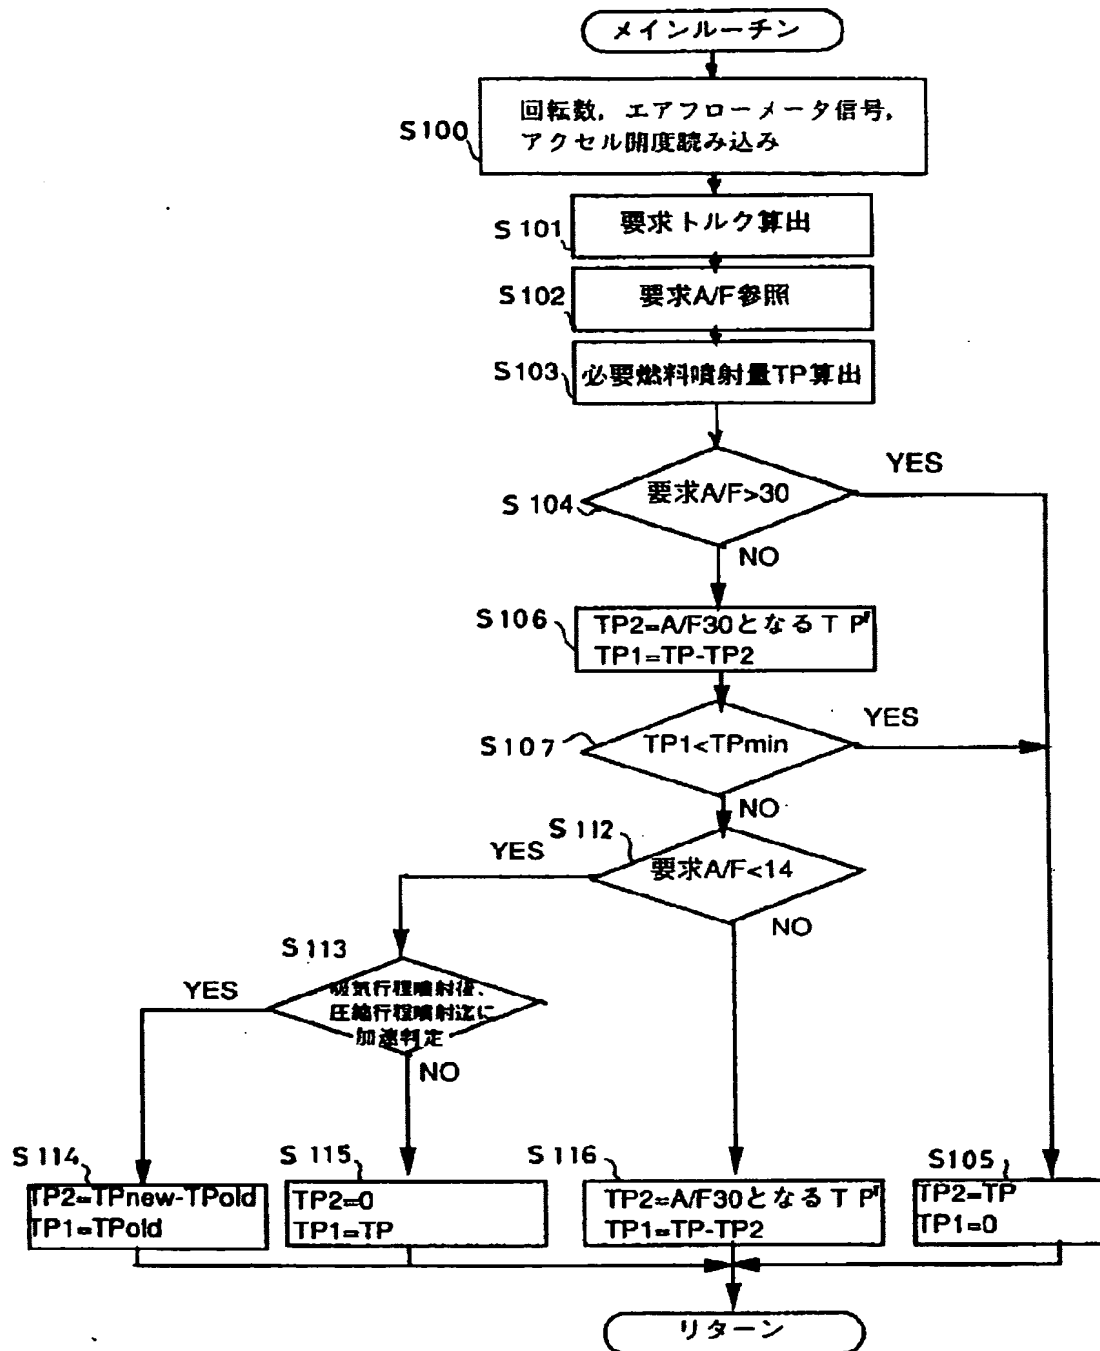 メインルーチン
S100
回転数，エアフローメータ信号，
アクセル開度読み込み
S101
要求トルク算出
S102
要求A/F参照
S103
必要燃料噴射量TP算出
S104
要求A/F>30
YES
NO
S106
TP2=A/F30となるTP'
TP1=TP-TP2
S107
TP1<TPmin
YES
NO
S112
要求A/F<14
YES
NO
S113
吸気行程噴射後、
圧縮行程噴射迄に
加速判定
YES
NO
S114
TP2=TPnew-TPold
TP1=TPold
S115
TP2=0
TP1=TP
S116
TP2=A/F30となるTP'
TP1=TP-TP2
S105
TP2=TP
TP1=0
リターン